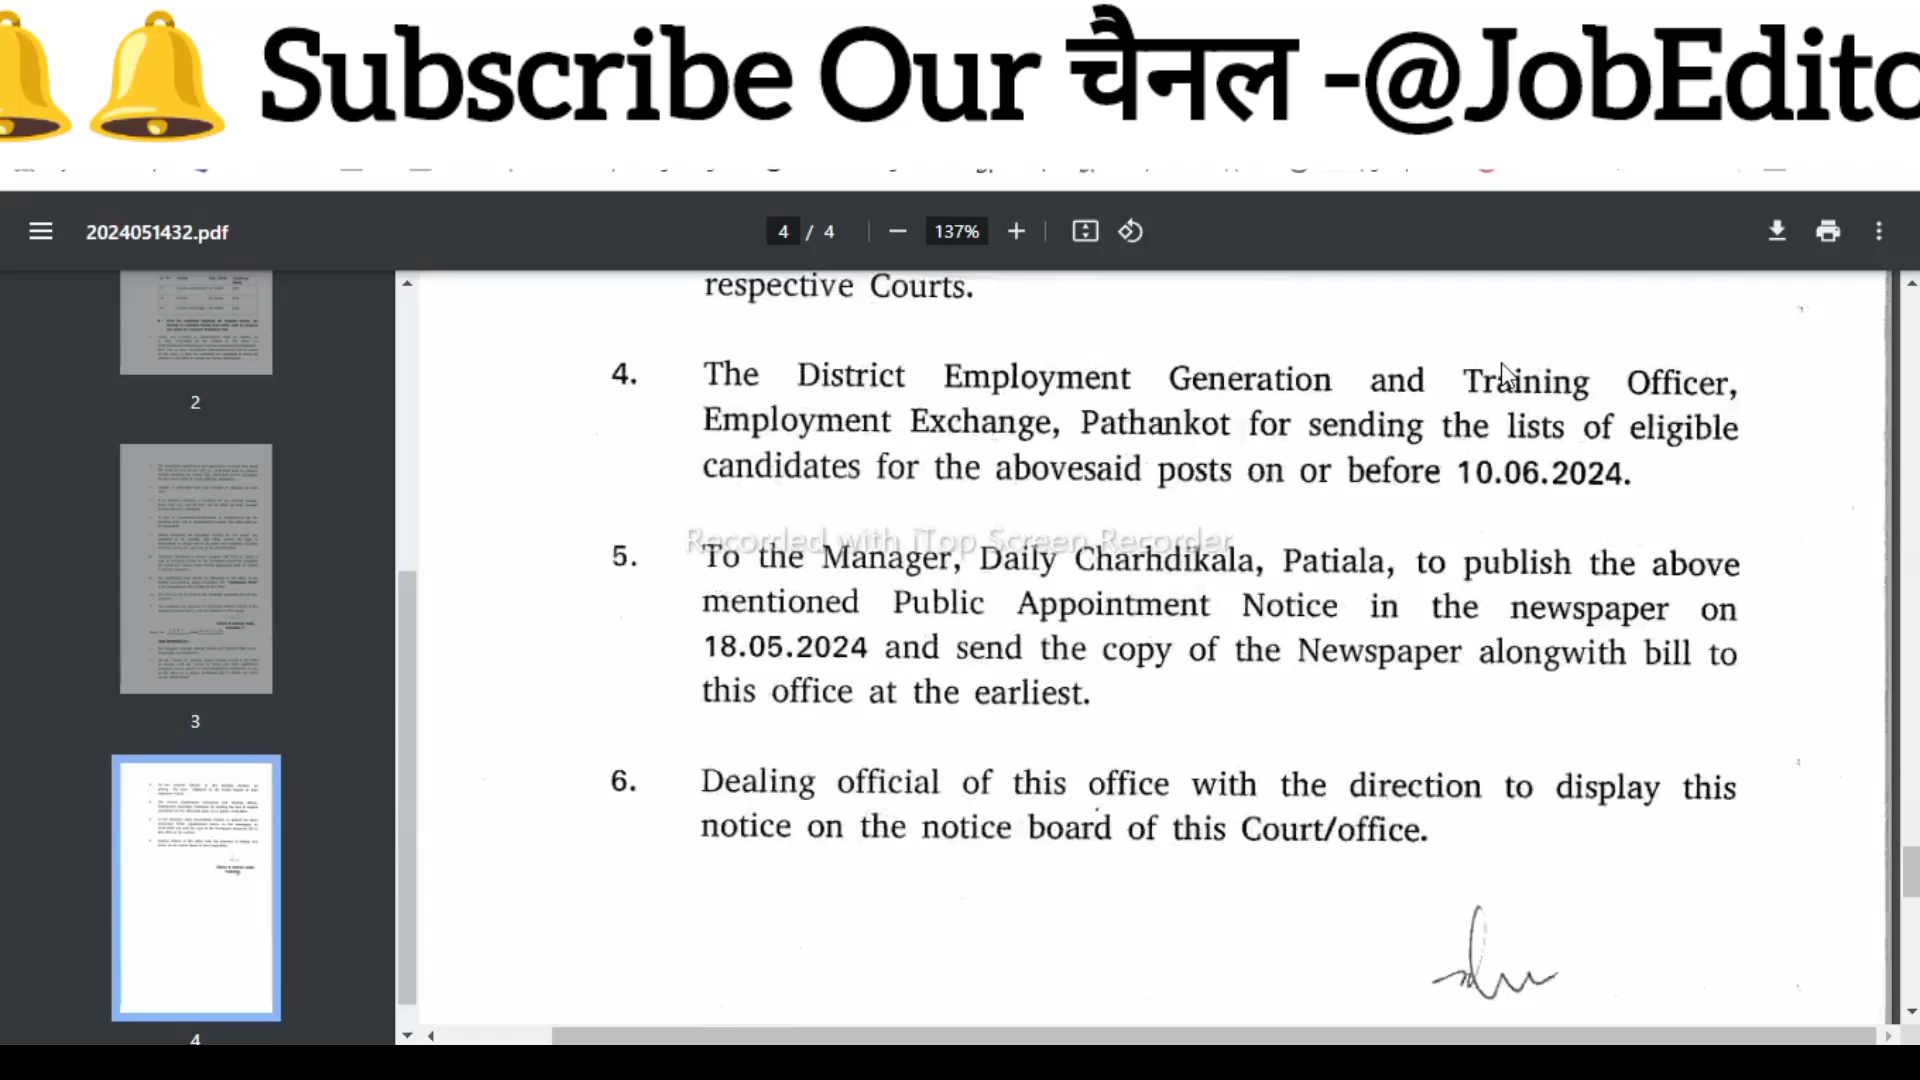 Subscribe Our चैनल -@JobEdito
2024051432.pdf
4 / 4
137%
respective Courts.
4. The District Employment Generation and Training Officer,
Employment Exchange, Pathankot for sending the lists of eligible
candidates for the abovesaid posts on or before 10.06.2024.
Recorded with iTop Screen Recorder
5. To the Manager, Daily Charhdikala, Patiala, to publish the above
mentioned Public Appointment Notice in the newspaper on
18.05.2024 and send the copy of the Newspaper alongwith bill to
this office at the earliest.
6. Dealing official of this office with the direction to display this
notice on the notice board of this Court/office.
2
3
4